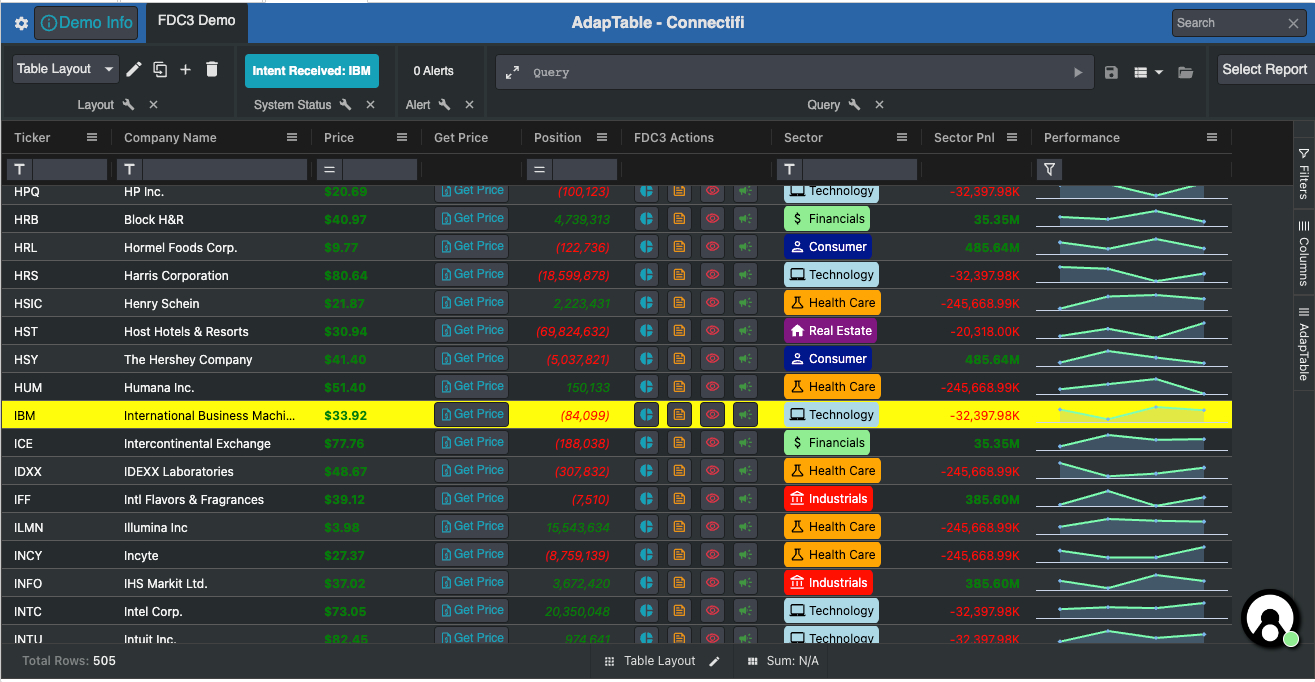 Demo Info FDC3 Demo AdapTable - Connectifi Search
Table Layout Intent Received: IBM 0 Alerts Query Select Report
Layout System Status Alert Query
Ticker Company Name Price Get Price Position FDC3 Actions Sector Sector Pnl Performance
HPQ HP Inc. $20.69 Get Price (100,123) Technology -32,397.98K
HRB Block H&R $40.97 Get Price 4,739,313 Financials 35.35M
HRL Hormel Foods Corp. $9.77 Get Price (122,736) Consumer 485.64M
HRS Harris Corporation $80.64 Get Price (18,599,878) Technology -32,397.98K
HSIC Henry Schein $21.87 Get Price 2,223,431 Health Care -245,668.99K
HST Host Hotels & Resorts $30.94 Get Price (69,824,632) Real Estate -20,318.00K
HSY The Hershey Company $41.40 Get Price (5,037,821) Consumer 485.64M
HUM Humana Inc. $51.40 Get Price 150,133 Health Care -245,668.99K
IBM International Business Machi... $33.92 Get Price (84,099) Technology -32,397.98K
ICE Intercontinental Exchange $77.76 Get Price (188,038) Financials 35.35M
IDXX IDEXX Laboratories $48.67 Get Price (307,832) Health Care -245,668.99K
IFF Intl Flavors & Fragrances $39.12 Get Price (7,510) Industrials 385.60M
ILMN Illumina Inc $3.98 Get Price 15,543,634 Health Care -245,668.99K
INCY Incyte $27.37 Get Price (8,759,139) Health Care -245,668.99K
INFO IHS Markit Ltd. $37.02 Get Price 3,672,420 Industrials 385.60M
INTC Intel Corp. $73.05 Get Price 20,350,048 Technology -32,397.98K
INTU Intuit Inc. $82.45 Get Price 974,641 Technology -32,397.98K
Filters
Columns
AdapTable
Total Rows: 505 Table Layout Sum: N/A